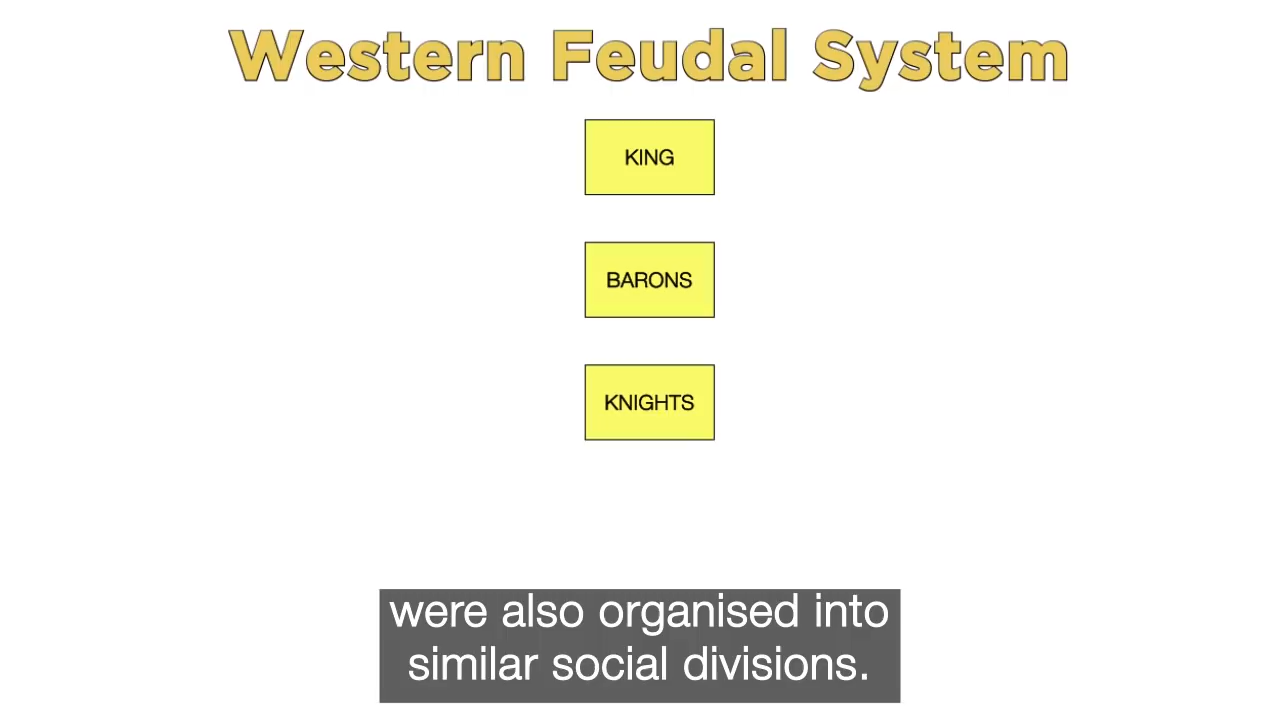 Western Feudal System
KING
BARONS
KNIGHTS
were also organised into
similar social divisions.